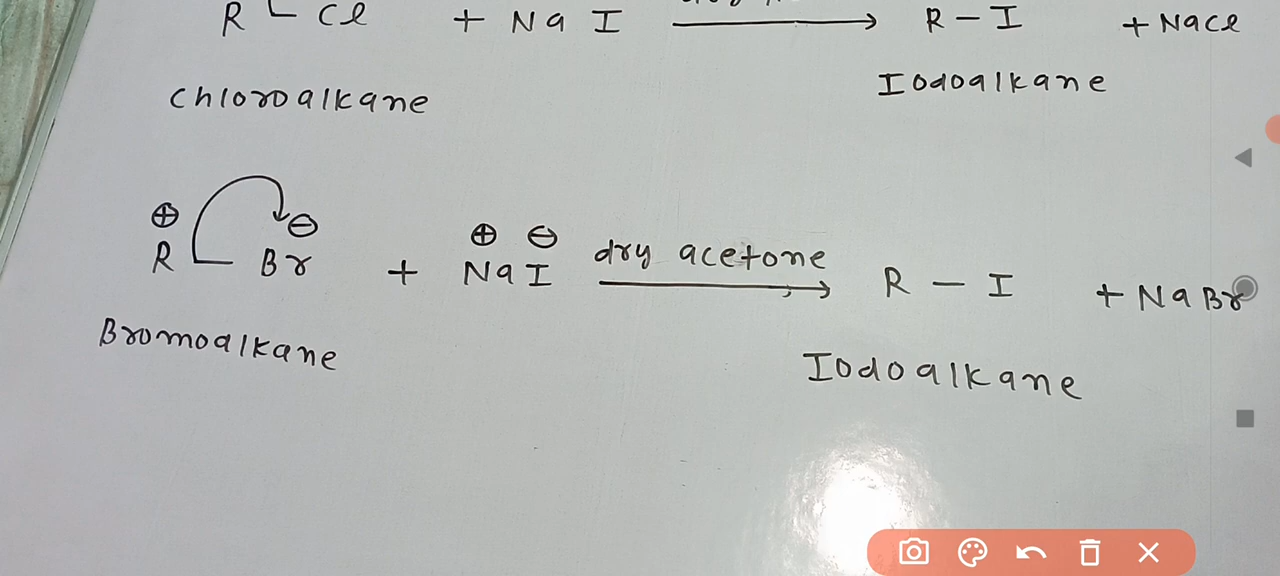 R - Cl + NaI ⟶ R - I + NaCl
Chloroalkane Iodoalkane
⊕ ⊖ ⊕ ⊖ dry acetone
R - Br + NaI ⟶ R - I + NaBr
Bromoalkane Iodoalkane